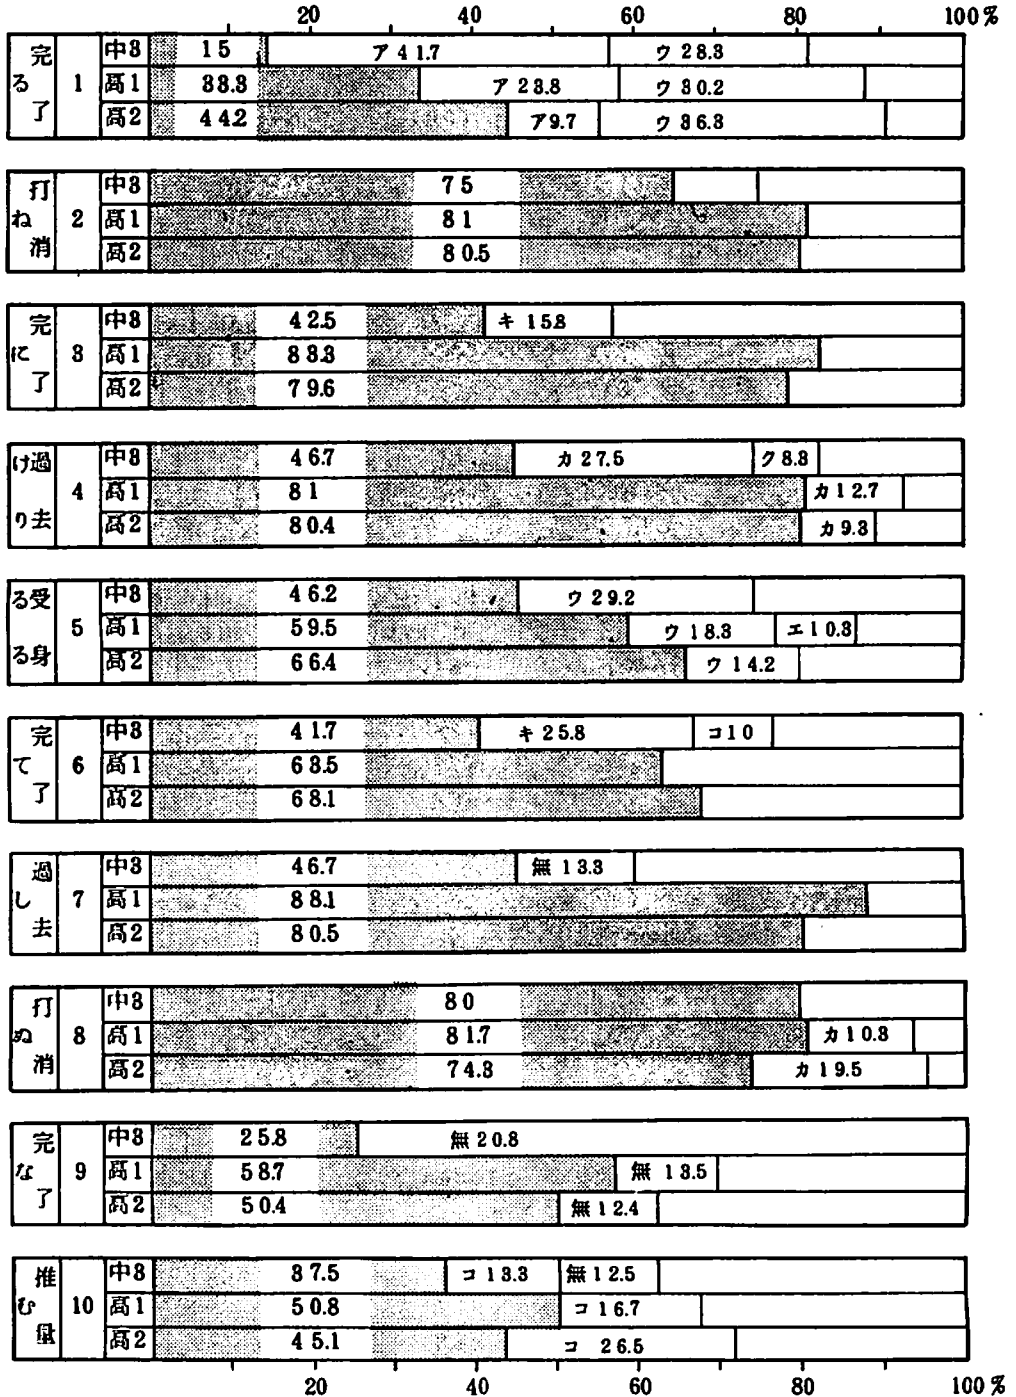 20 40 60 80 100%
完了
る
1
中3 15 ア41.7 ウ28.3
高1 33.3 ア23.8 ウ30.2
高2 44.2 ア9.7 ウ36.3
打消
ね
2
中3 75
高1 81
高2 80.5
完了
に
3
中3 42.5 キ15.8
高1 83.3
高2 79.6
過去
けり
4
中3 46.7 カ27.5 ク8.3
高1 81 カ12.7
高2 80.4 カ9.3
受身
るる
5
中3 46.2 ウ29.2
高1 59.5 ウ18.3 エ10.3
高2 66.4 ウ14.2
完了
て
6
中3 41.7 キ25.8 コ10
高1 63.5
高2 68.1
過去
し
7
中3 46.7 無13.3
高1 88.1
高2 80.5
打消
ぬ
8
中3 80
高1 81.7 カ10.3
高2 74.3 カ19.5
完了
な
9
中3 25.8 無20.8
高1 58.7 無13.5
高2 50.4 無12.4
推量
む
10
中3 37.5 コ13.3 無12.5
高1 50.8 コ16.7
高2 45.1 コ26.5
20 40 60 80 100%